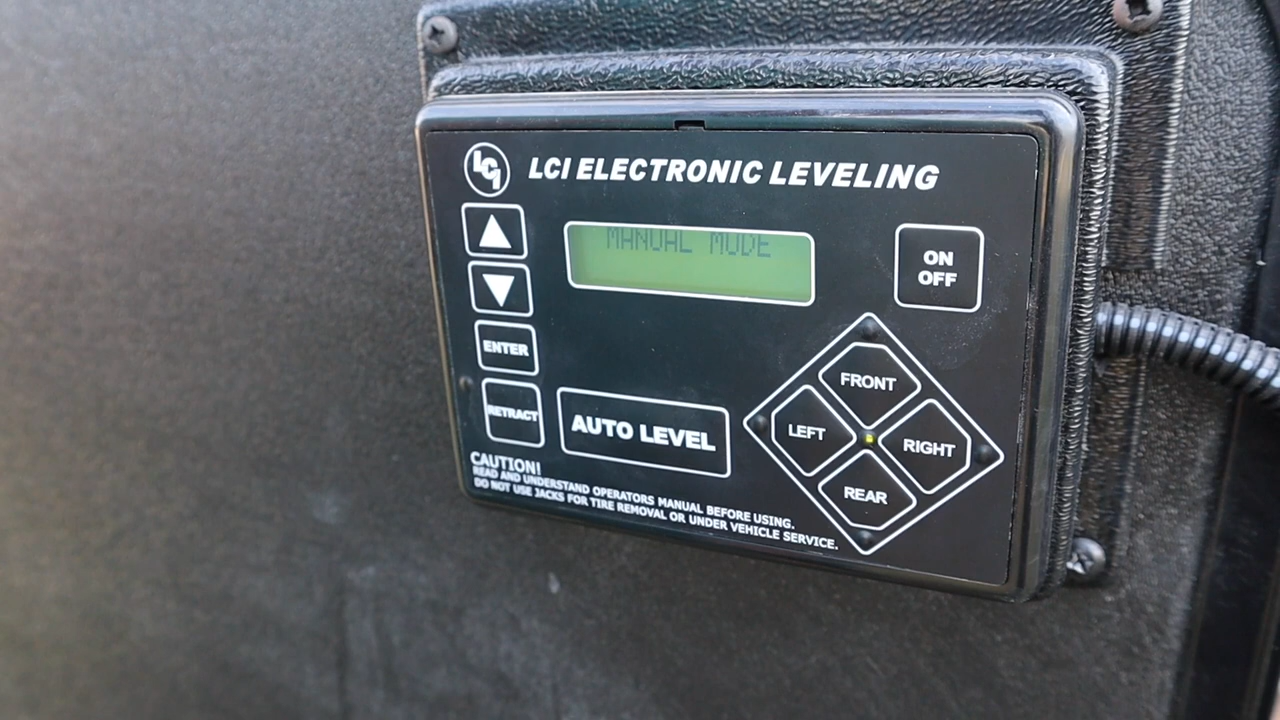 LCI
LCI ELECTRONIC LEVELING
▲
MANUAL MODE
ON
OFF
▼
ENTER
FRONT
RETRACT
AUTO LEVEL
LEFT
RIGHT
REAR
CAUTION!
READ AND UNDERSTAND OPERATORS MANUAL BEFORE USING.
DO NOT USE JACKS FOR TIRE REMOVAL OR UNDER VEHICLE SERVICE.